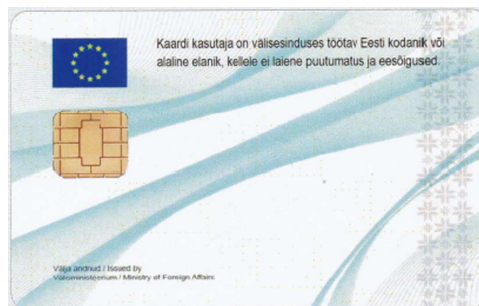 Kaardi kasutaja on välisesinduses töötav Eesti kodanik või
alaline elanik, kellele ei laiene puutumatus ja eesõigused.
Välja andnud / Issued by
Välisministeerium / Ministry of Foreign Affairs